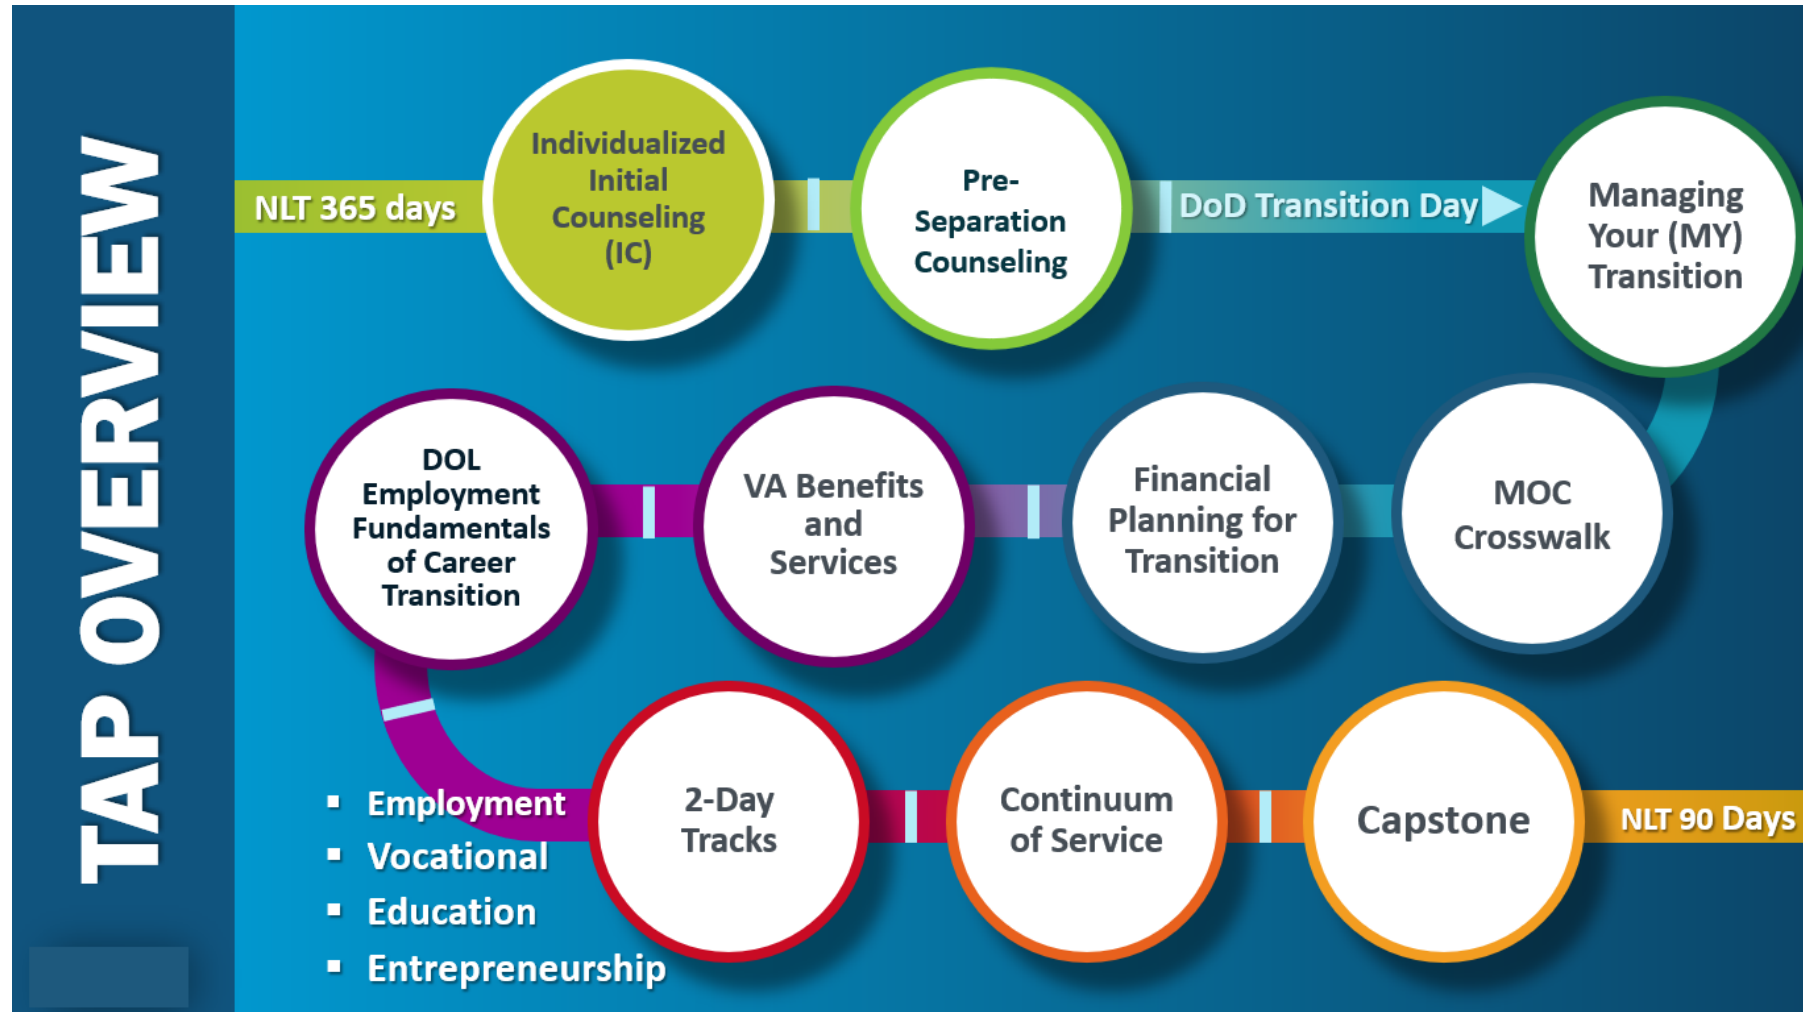 TAP OVERVIEW
NLT 365 days
Individualized
Initial
Counseling
(IC)
Pre-
Separation
Counseling
DoD Transition Day
Managing
Your (MY)
Transition
MOC
Crosswalk
Financial
Planning for
Transition
VA Benefits
and
Services
DOL
Employment
Fundamentals
of Career
Transition
▪ Employment
▪ Vocational
▪ Education
▪ Entrepreneurship
2-Day
Tracks
Continuum
of Service
Capstone
NLT 90 Days